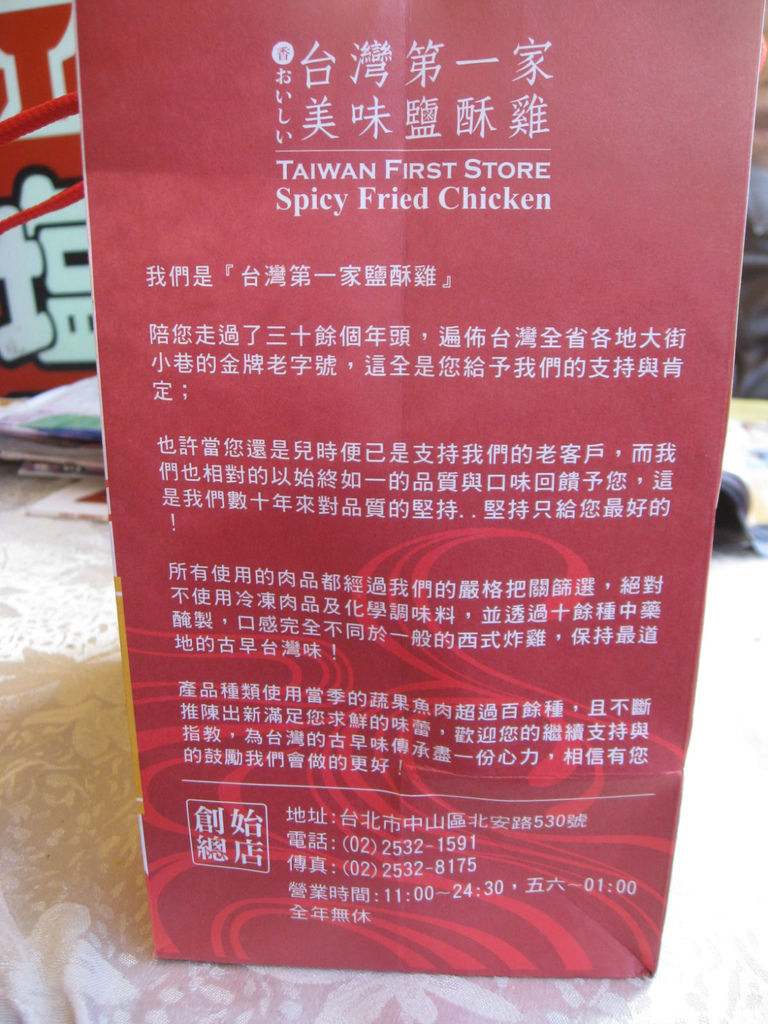 香 おいしい
台灣第一家
美味鹽酥雞
TAIWAN FIRST STORE
Spicy Fried Chicken
我們是『台灣第一家鹽酥雞』
陪您走過了三十餘個年頭，遍佈台灣全省各地大街
小巷的金牌老字號，這全是您給予我們的支持與肯
定；
也許當您還是兒時便已是支持我們的老客戶，而我
們也相對的以始終如一的品質與口味回饋予您，這
是我們數十年來對品質的堅持..堅持只給您最好的
！
所有使用的肉品都經過我們的嚴格把關篩選，絕對
不使用冷凍肉品及化學調味料，並透過十餘種中藥
醃製，口感完全不同於一般的西式炸雞，保持最道
地的古早台灣味！
產品種類使用當季的蔬果魚肉超過百餘種，且不斷
推陳出新滿足您求鮮的味蕾，歡迎您的繼續支持與
指教，為台灣的古早味傳承盡一份心力，相信有您
的鼓勵我們會做的更好！
創始
總店
地址:台北市中山區北安路530號
電話:(02)2532-1591
傳真:(02)2532-8175
營業時間:11:00~24:30，五六~01:00
全年無休